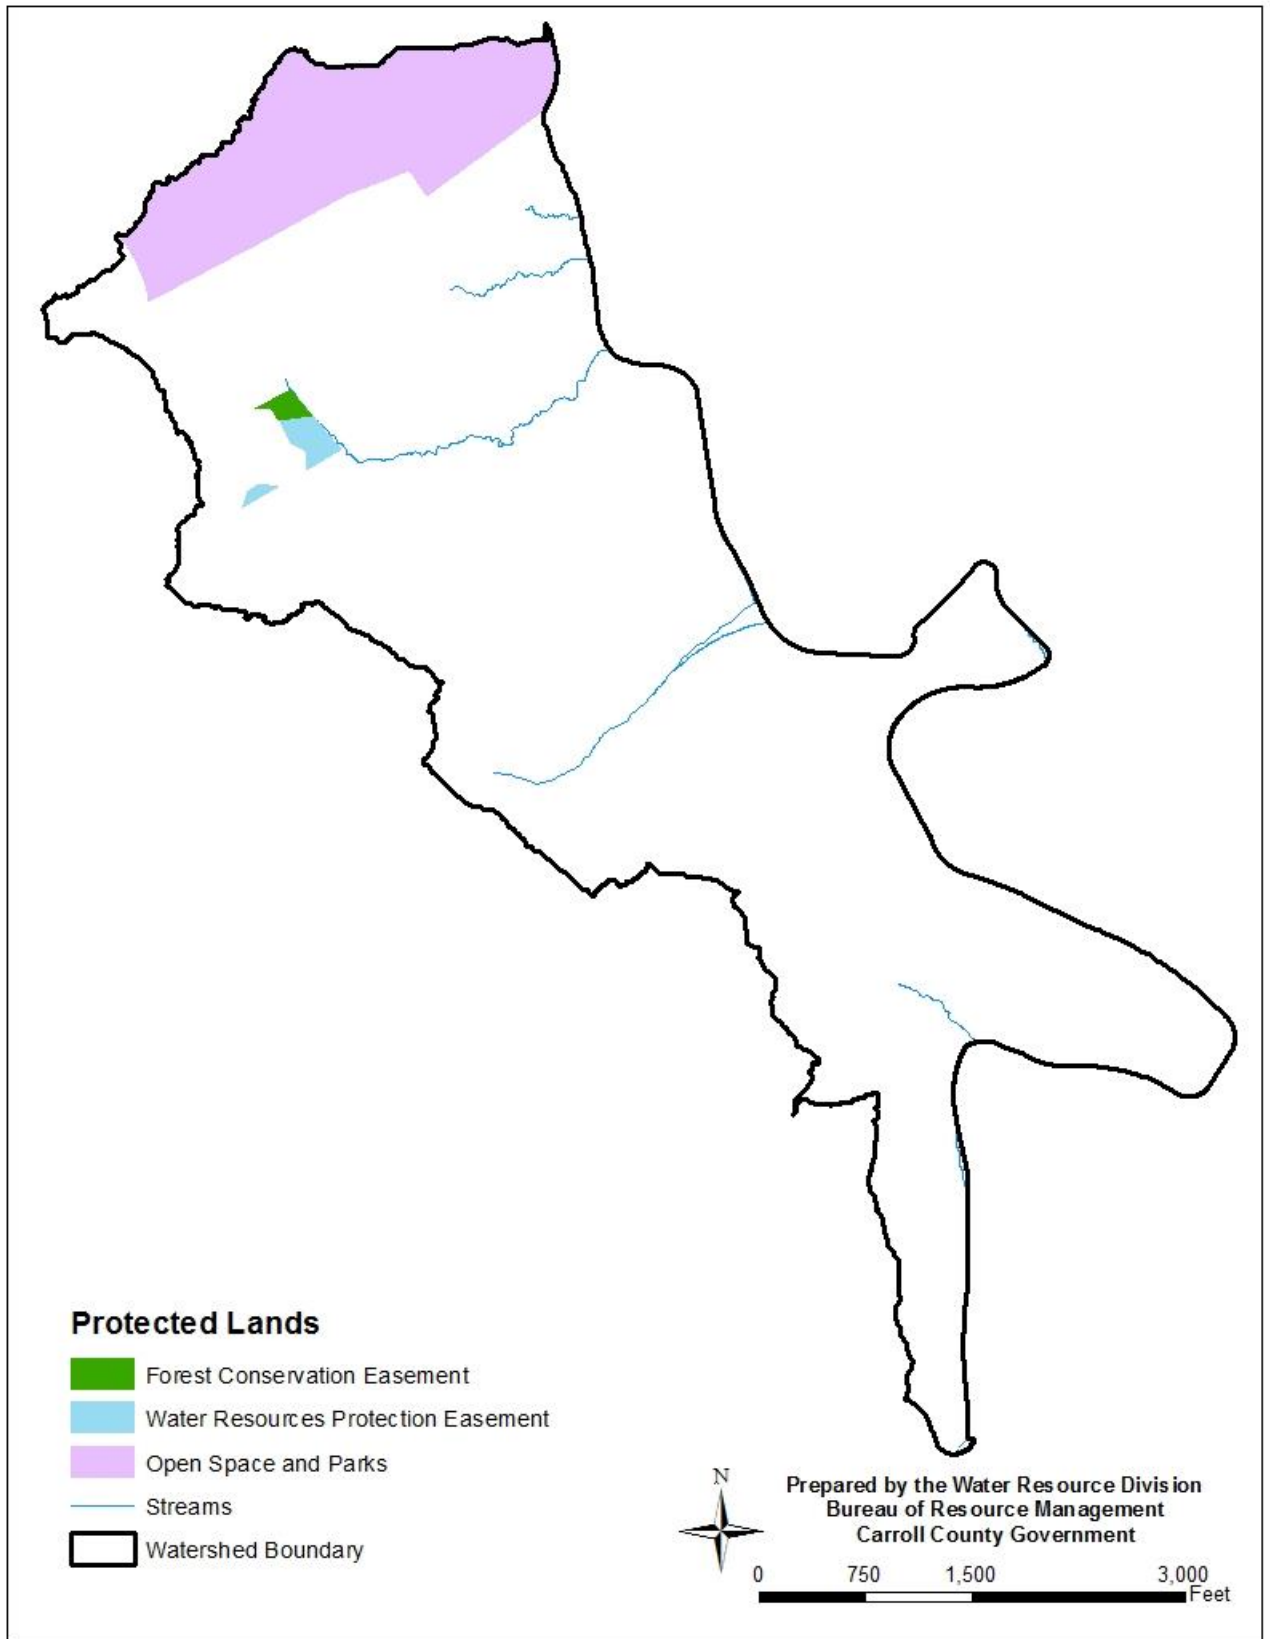 Protected Lands
Forest Conservation Easement
Water Resources Protection Easement
Open Space and Parks
Streams
Watershed Boundary
N
Prepared by the Water Resource Division
Bureau of Resource Management
Carroll County Government
0 750 1,500 3,000
Feet